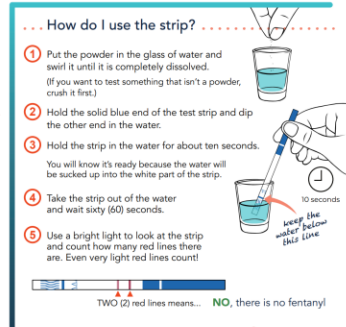 How do I use the strip?
1 Put the powder in the glass of water and
swirl it until it is completely dissolved.
(If you want to test something that isn't a powder,
crush it first.)
2 Hold the solid blue end of the test strip and dip
the other end in the water.
3 Hold the strip in the water for about ten seconds.
You will know it's ready because the water will
be sucked up into the white part of the strip.
10 seconds
keep the
water below
this line
4 Take the strip out of the water
and wait sixty (60) seconds.
5 Use a bright light to look at the strip
and count how many red lines there
are. Even very light red lines count!
TWO (2) red lines means... NO, there is no fentanyl